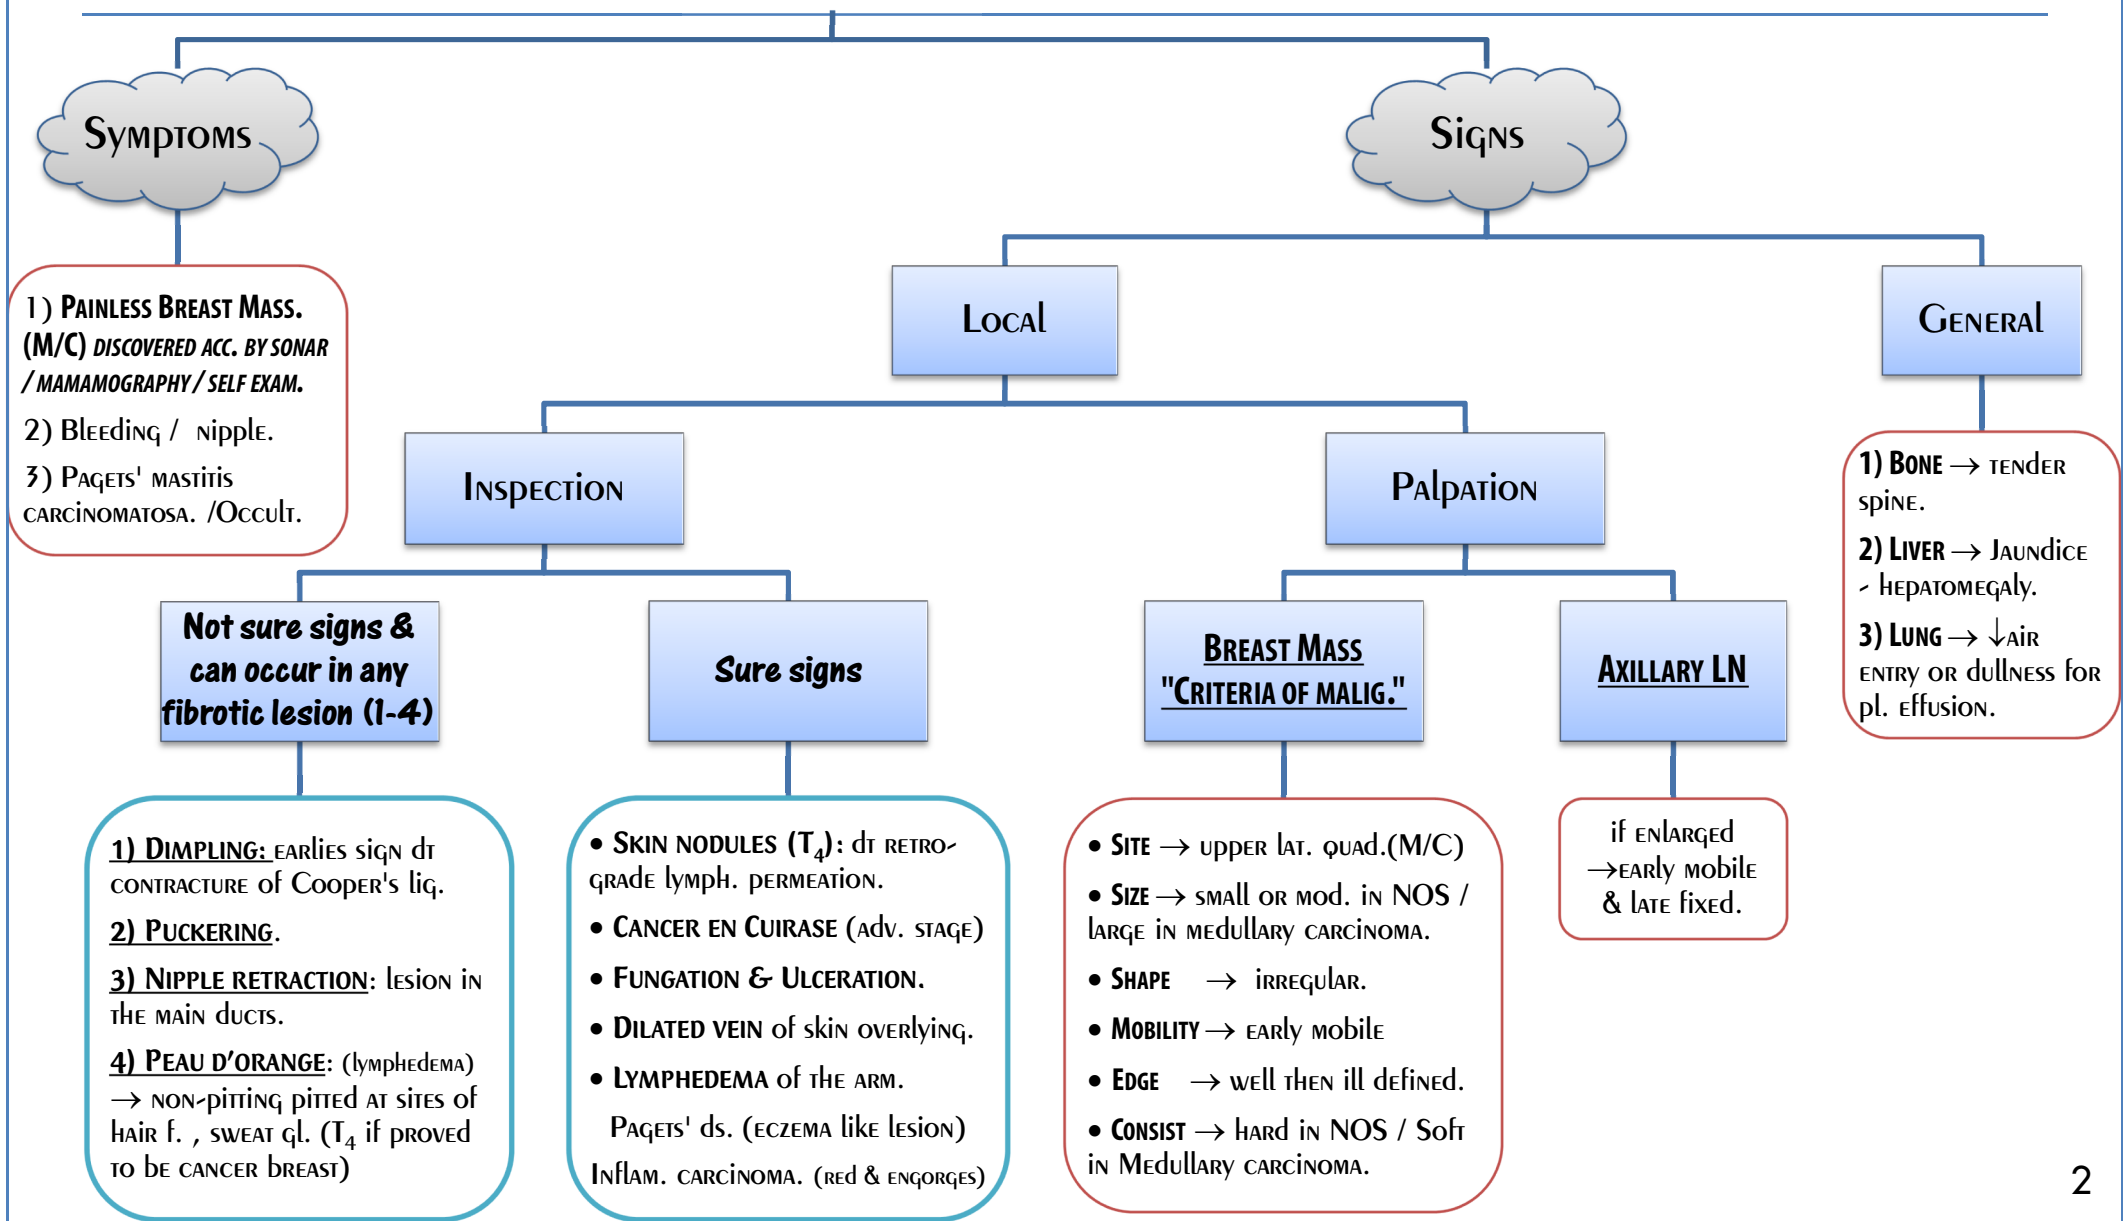 Symptoms
Signs
1) Painless Breast Mass.
(M/C) discovered acc. by sonar
/ mamamography / self exam.
2) Bleeding / nipple.
3) Pagets' mastitis
carcinomatosa. /Occult.
Local
General
Inspection
Palpation
1) Bone → tender
spine.
2) Liver → Jaundice
- hepatomegaly.
3) Lung → ↓air
entry or dullness for
pl. effusion.
Not sure signs &
can occur in any
fibrotic lesion (1-4)
Sure signs
Breast Mass
"Criteria of malig."
Axillary LN
1) Dimpling: earlies sign dt
contracture of Cooper's lig.
2) Puckering.
3) Nipple retraction: lesion in
the main ducts.
4) Peau d'orange: (lymphedema)
→ non-pitting pitted at sites of
hair f. , sweat gl. (T4 if proved
to be cancer breast)
• Skin nodules (T4): dt retro-
grade lymph. permeation.
• Cancer en Cuirase (adv. stage)
• Fungation & Ulceration.
• Dilated vein of skin overlying.
• Lymphedema of the arm.
Pagets' ds. (eczema like lesion)
Inflam. carcinoma. (red & engorges)
• Site → upper lat. quad.(M/C)
• Size → small or mod. in NOS /
large in medullary carcinoma.
• Shape → irregular.
• Mobility → early mobile
• Edge → well then ill defined.
• Consist → hard in NOS / Soft
in Medullary carcinoma.
if enlarged
→early mobile
& late fixed.
2